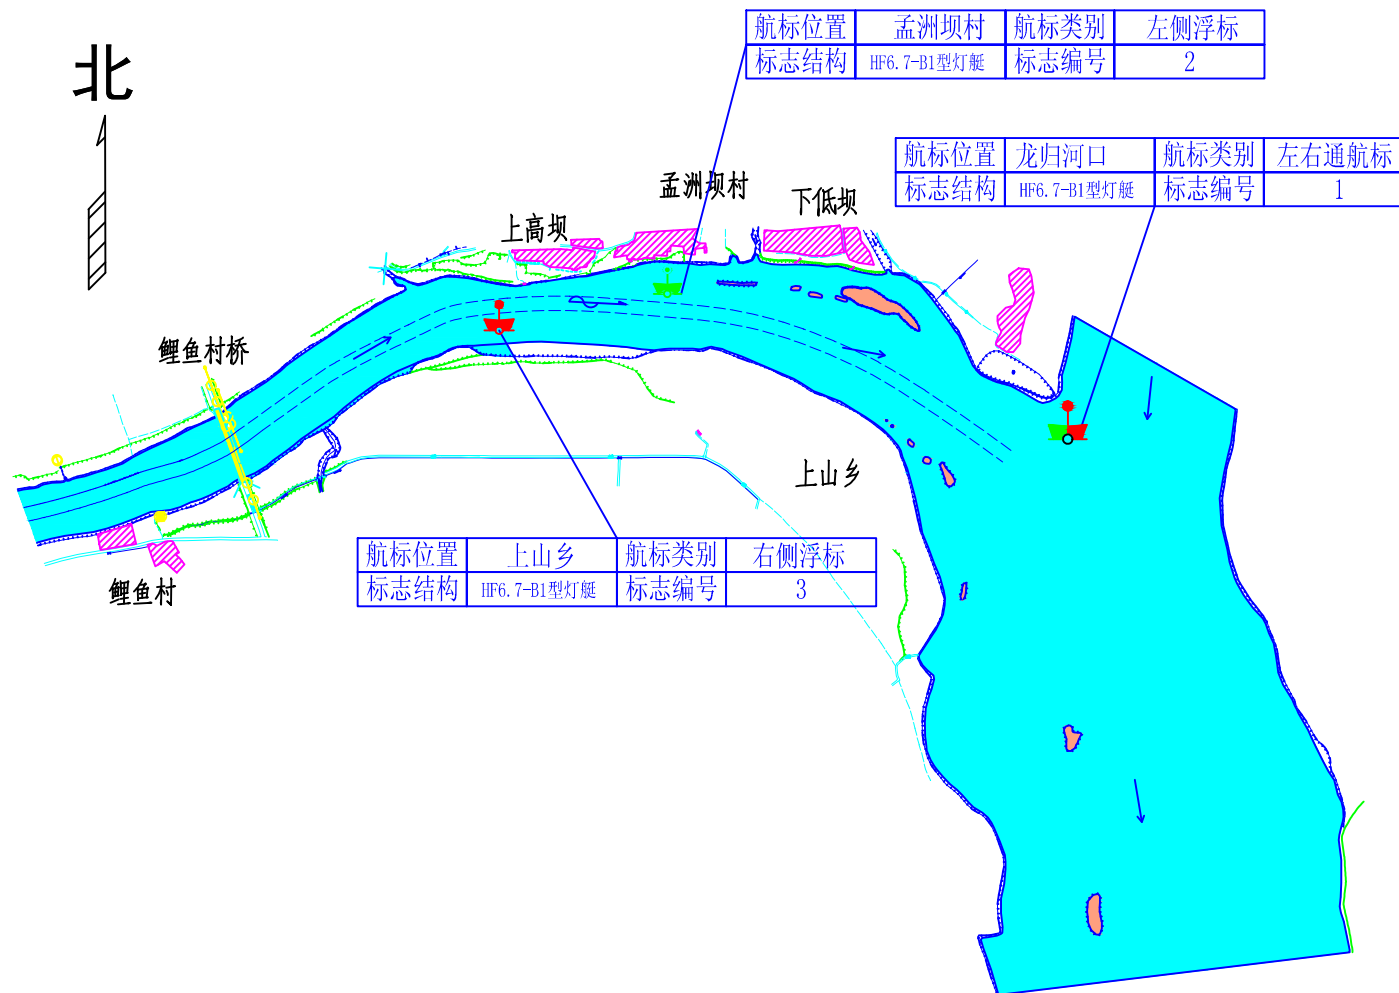 北
航标位置 孟洲坝村 航标类别 左侧浮标
标志结构 HF6.7-B1型灯艇 标志编号 2
航标位置 龙归河口 航标类别 左右通航标
标志结构 HF6.7-B1型灯艇 标志编号 1
孟洲坝村
下低坝
上高坝
鲤鱼村桥
上山乡
航标位置 上山乡 航标类别 右侧浮标
标志结构 HF6.7-B1型灯艇 标志编号 3
鲤鱼村